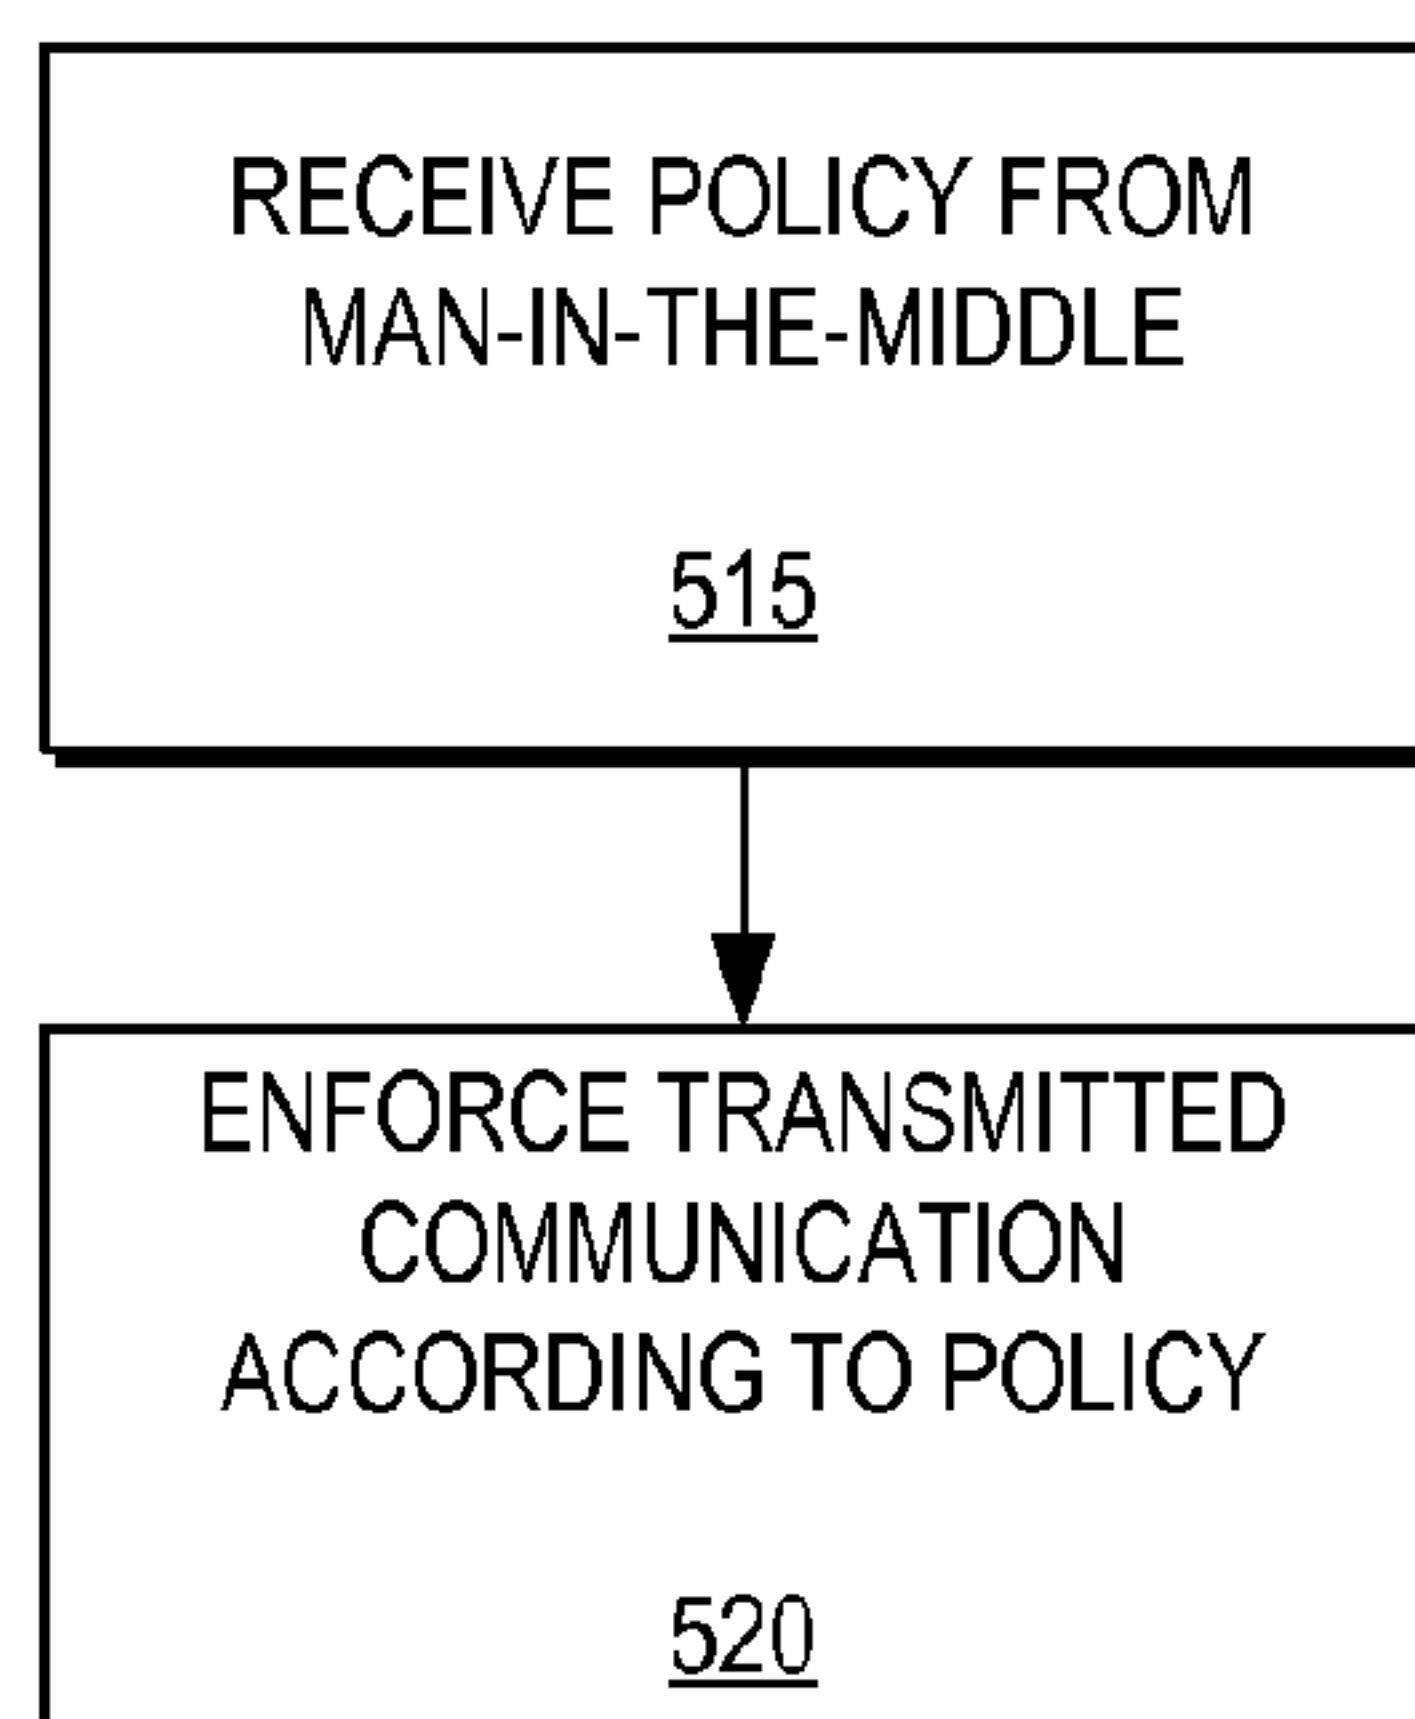 RECEIVE POLICY FROM
MAN-IN-THE-MIDDLE
515
ENFORCE TRANSMITTED
COMMUNICATION
ACCORDING TO POLICY
520